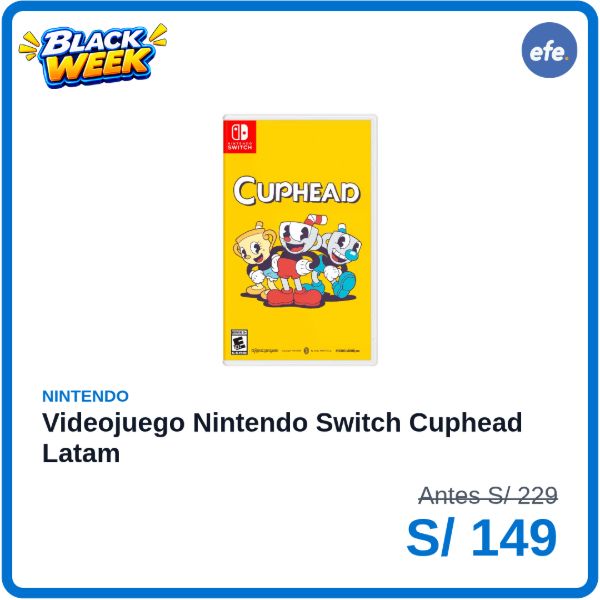 BLACK
WEEK
efe.
NINTENDO
SWITCH
CUPHEAD
E
NINTENDO
Videojuego Nintendo Switch Cuphead
Latam
Antes S/ 229
S/ 149